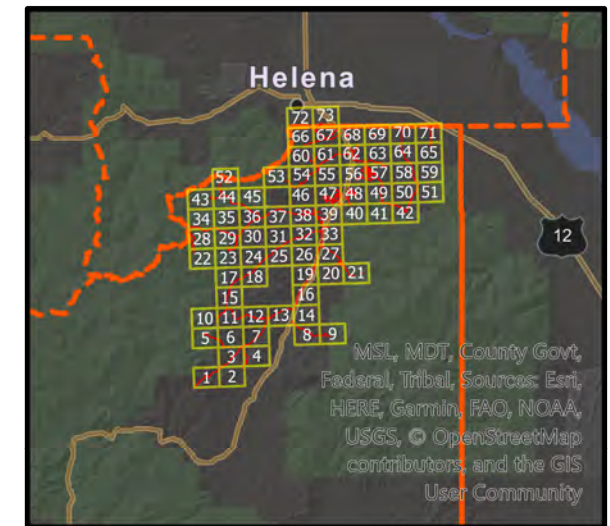 Helena
72 73
66 67 68 69 70 71
60 61 62 63 64 65
52 53 54 55 56 57 58 59
43 44 45 46 47 48 49 50 51
34 35 36 37 38 39 40 41 42
28 29 30 31 32 33
12
22 23 24 25 26 27
17 18 19 20 21
15 16
10 11 12 13 14
5 6 7 8 9
3 4
1 2
MSL, MDT, County Govt,
Federal, Tribal, Sources: Esri,
HERE, Garmin, FAO, NOAA,
USGS, © OpenStreetMap
contributors, and the GIS
User Community